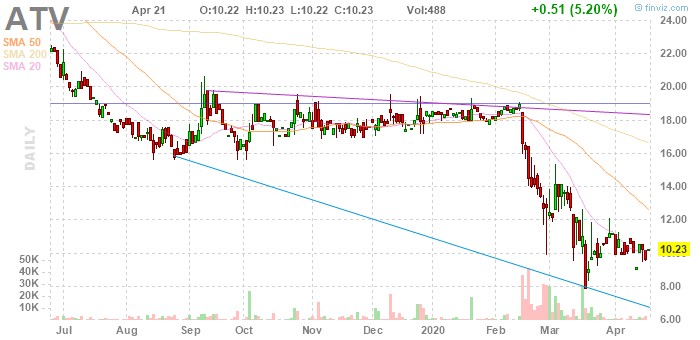 ATV Apr 21 O:10.22 H:10.23 L:10.22 C:10.23 Vol:488 +0.51 (5.20%) © finviz.com
SMA 50
SMA 200
SMA 20
DAILY
24.00
22.00
20.00
18.00
16.00
14.00
12.00
10.00
10.23
8.00
6.00
50K
40K
30K
20K
10K
Jul Aug Sep Oct Nov Dec 2020 Feb Mar Apr